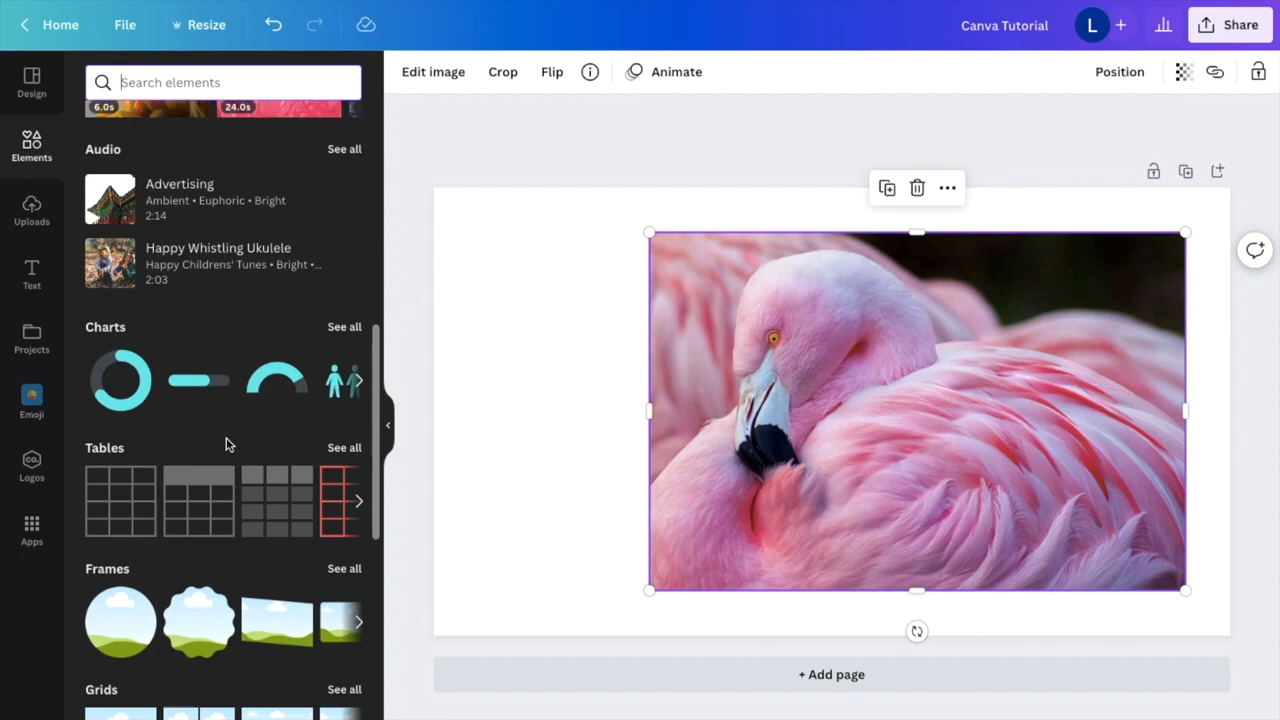 Home File Resize Canva Tutorial L Share
Design
Elements
Uploads
Text
Projects
Emoji
CO.
Logos
Apps
Search elements
6.0s 24.0s
Audio See all
Advertising
Ambient • Euphoric • Bright
2:14
Happy Whistling Ukulele
Happy Childrens' Tunes • Bright •...
2:03
Charts See all
Tables See all
Frames See all
Grids See all
Edit image Crop Flip Animate Position
+ Add page